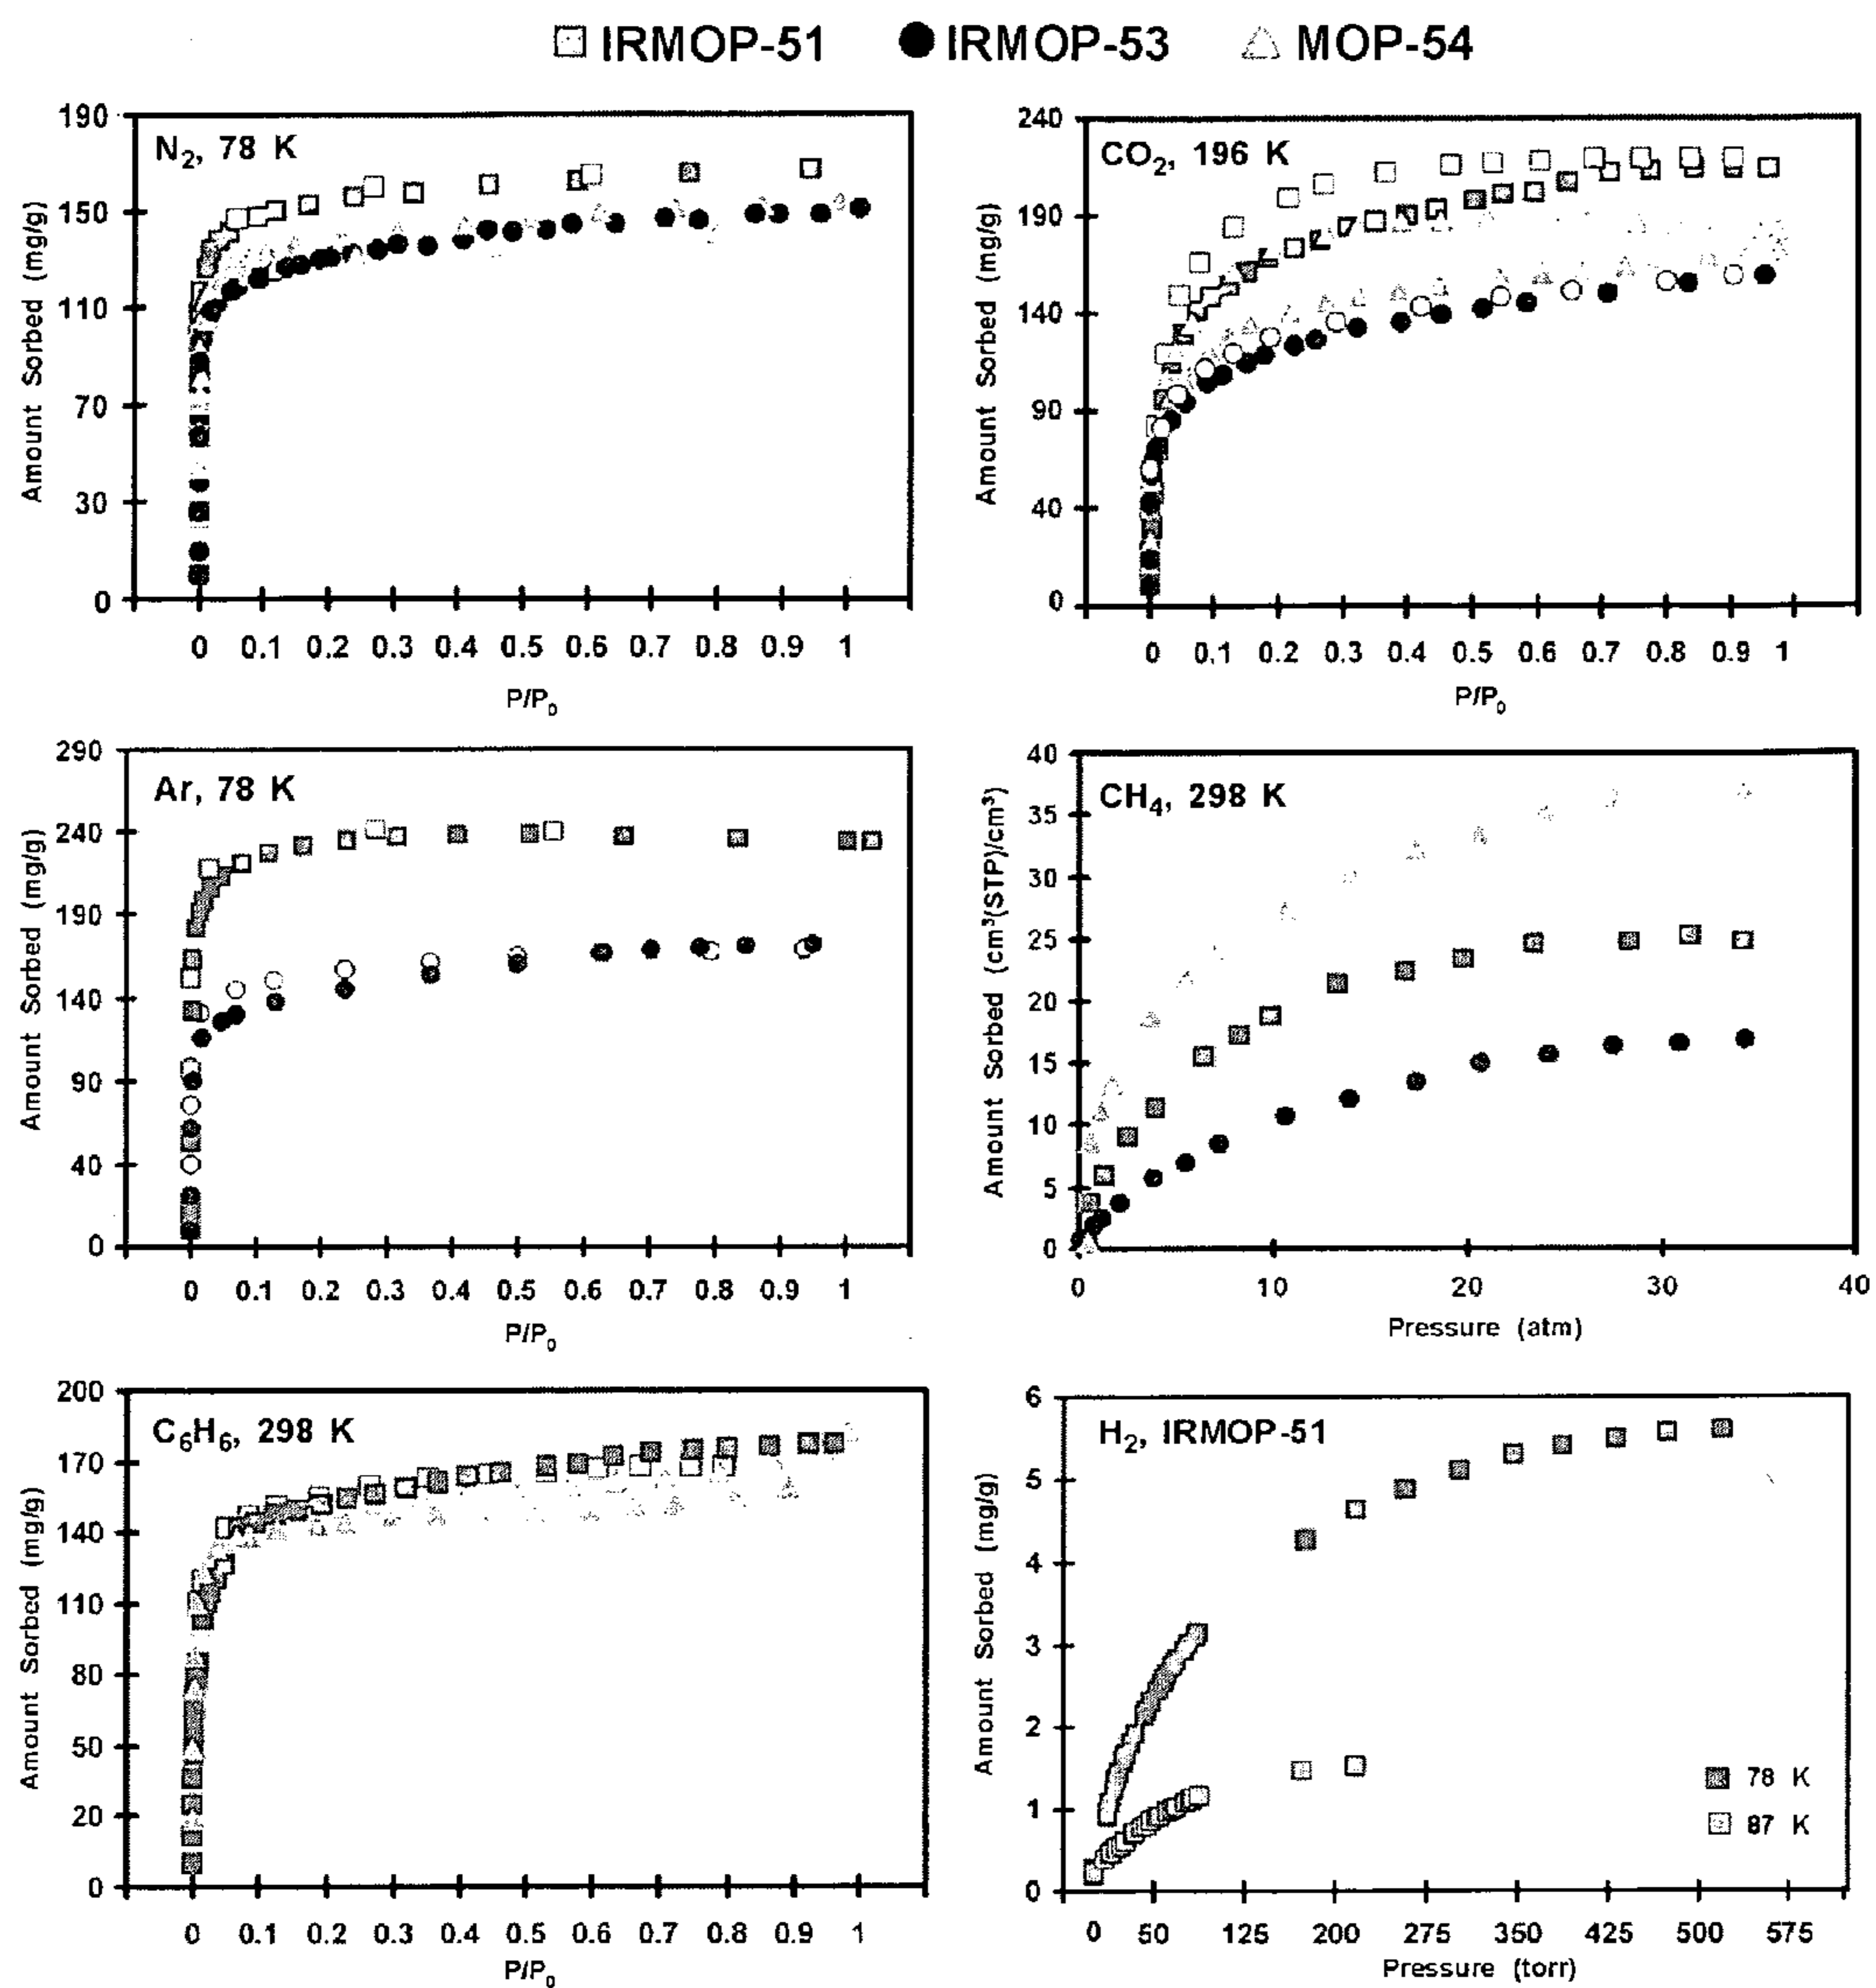 IRMOP-51 IRMOP-53 MOP-54
N₂, 78 K
Amount Sorbed (mg/g)
190
150
110
70
30
0
0 0.1 0.2 0.3 0.4 0.5 0.6 0.7 0.8 0.9 1
P/P₀
CO₂, 196 K
Amount Sorbed (mg/g)
240
190
140
90
40
0
0 0.1 0.2 0.3 0.4 0.5 0.6 0.7 0.8 0.9 1
P/P₀
Ar, 78 K
Amount Sorbed (mg/g)
290
240
190
140
90
40
0
0 0.1 0.2 0.3 0.4 0.5 0.6 0.7 0.8 0.9 1
P/P₀
CH₄, 298 K
Amount Sorbed (cm³(STP)/cm³)
40
35
30
25
20
15
10
5
0
0 10 20 30 40
Pressure (atm)
C₆H₆, 298 K
Amount Sorbed (mg/g)
200
170
140
110
80
50
20
0
0 0.1 0.2 0.3 0.4 0.5 0.6 0.7 0.8 0.9 1
P/P₀
H₂, IRMOP-51
Amount Sorbed (mg/g)
6
5
4
3
2
1
0
78 K
87 K
0 50 125 200 275 350 425 500 575
Pressure (torr)